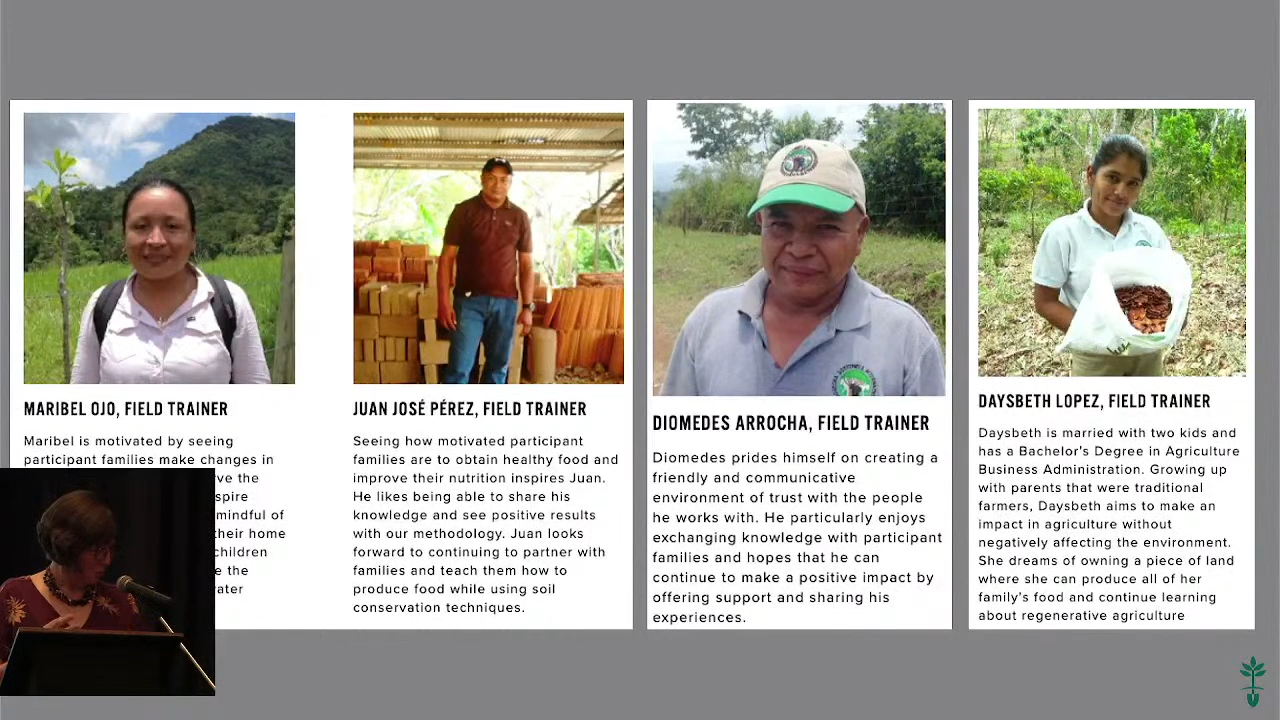 MARIBEL OJO, FIELD TRAINER
Maribel is motivated by seeing
participant families make changes in
ve the
spire
mindful of
their home
children
e the
ater
JUAN JOSÉ PÉREZ, FIELD TRAINER
Seeing how motivated participant
families are to obtain healthy food and
improve their nutrition inspires Juan.
He likes being able to share his
knowledge and see positive results
with our methodology. Juan looks
forward to continuing to partner with
families and teach them how to
produce food while using soil
conservation techniques.
DIOMEDES ARROCHA, FIELD TRAINER
Diomedes prides himself on creating a
friendly and communicative
environment of trust with the people
he works with. He particularly enjoys
exchanging knowledge with participant
families and hopes that he can
continue to make a positive impact by
offering support and sharing his
experiences.
DAYSBETH LOPEZ, FIELD TRAINER
Daysbeth is married with two kids and
has a Bachelor's Degree in Agriculture
Business Administration. Growing up
with parents that were traditional
farmers, Daysbeth aims to make an
impact in agriculture without
negatively affecting the environment.
She dreams of owning a piece of land
where she can produce all of her
family's food and continue learning
about regenerative agriculture